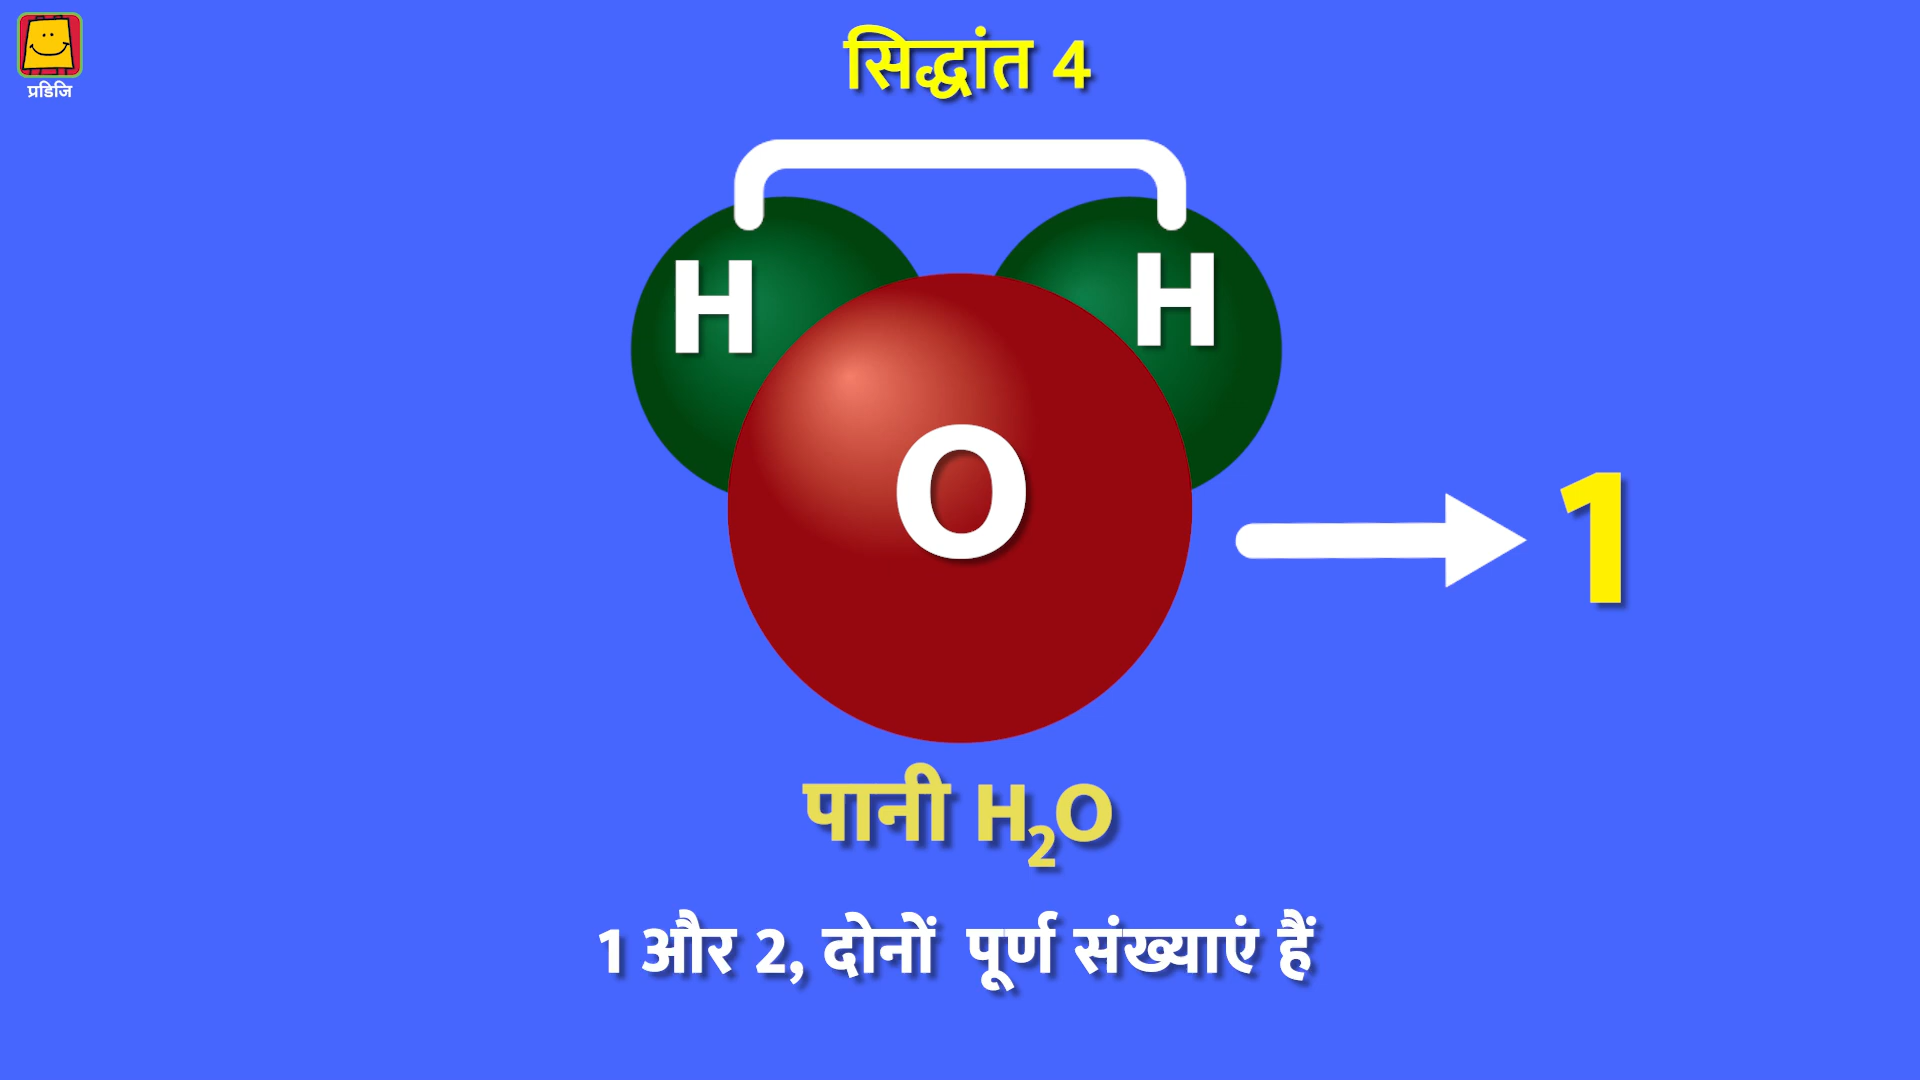 प्रडिजि
सिद्धांत 4
H H
O
1
पानी H₂O
1 और 2, दोनों पूर्ण संख्याएं हैं